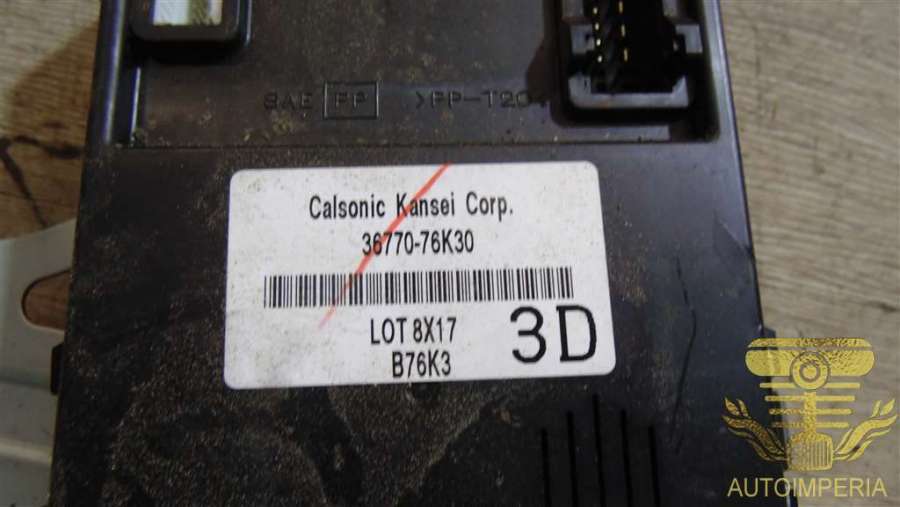 SAE PP >PP-T20
Calsonic Kansei Corp.
36770-76K30
LOT 8X17
B76K3
3D
AUTOIMPERIA